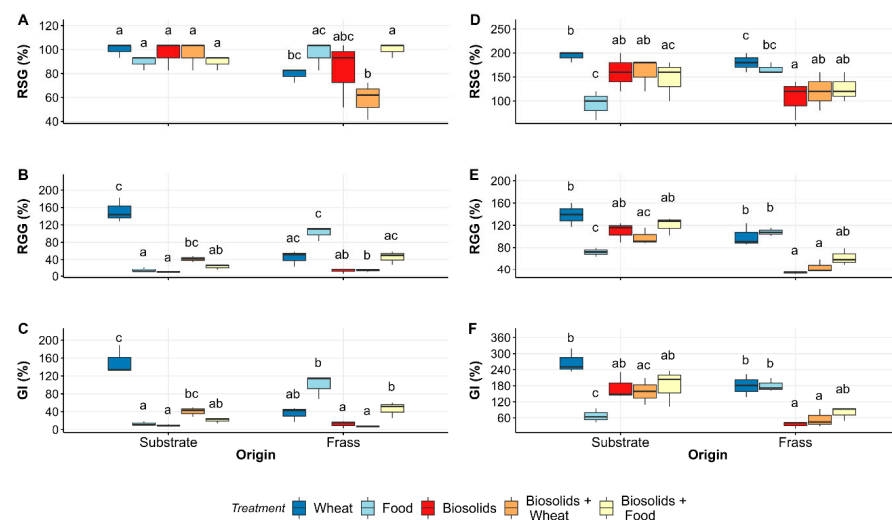 A
RSG (%)
100
80
60
40
120
a a a a a
bc ac abc b a
B
RGG (%)
160
120
80
40
0
c a a bc ab
ac c ab b ac
C
GI (%)
200
160
120
80
40
0
c a a bc ab
ab b a a b
Substrate Frass
Origin
D
RSG (%)
250
200
150
100
b c ab ab ac
c bc a ab ab
E
RGG (%)
200
160
120
80
40
b c ab ac ab
b b a a ab
F
GI (%)
360
300
240
180
120
60
b c ab ac ab
b b a a ab
Substrate Frass
Origin
Treatment Wheat Food Biosolids Biosolids + Wheat Biosolids + Food